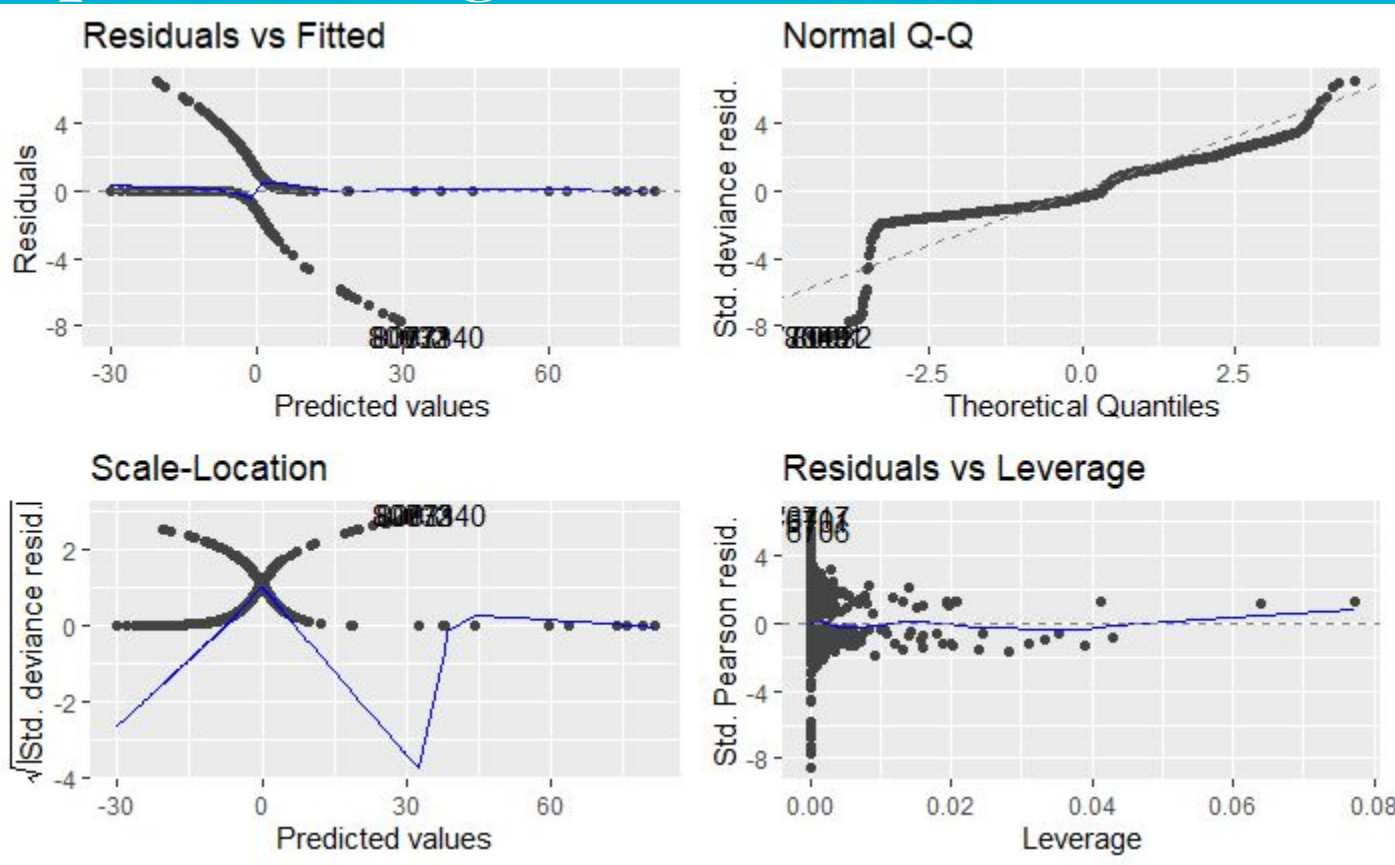 Residuals vs Fitted
4
0
-4
-8
Residuals
-30
0
30
60
Predicted values
Normal Q-Q
4
0
-4
-8
Std. deviance resid.
-2.5
0.0
2.5
Theoretical Quantiles
Scale-Location
2
0
-2
-4
√|Std. deviance resid.|
-30
0
30
60
Predicted values
Residuals vs Leverage
4
0
-4
-8
Std. Pearson resid.
0.00
0.02
0.04
0.06
0.08
Leverage